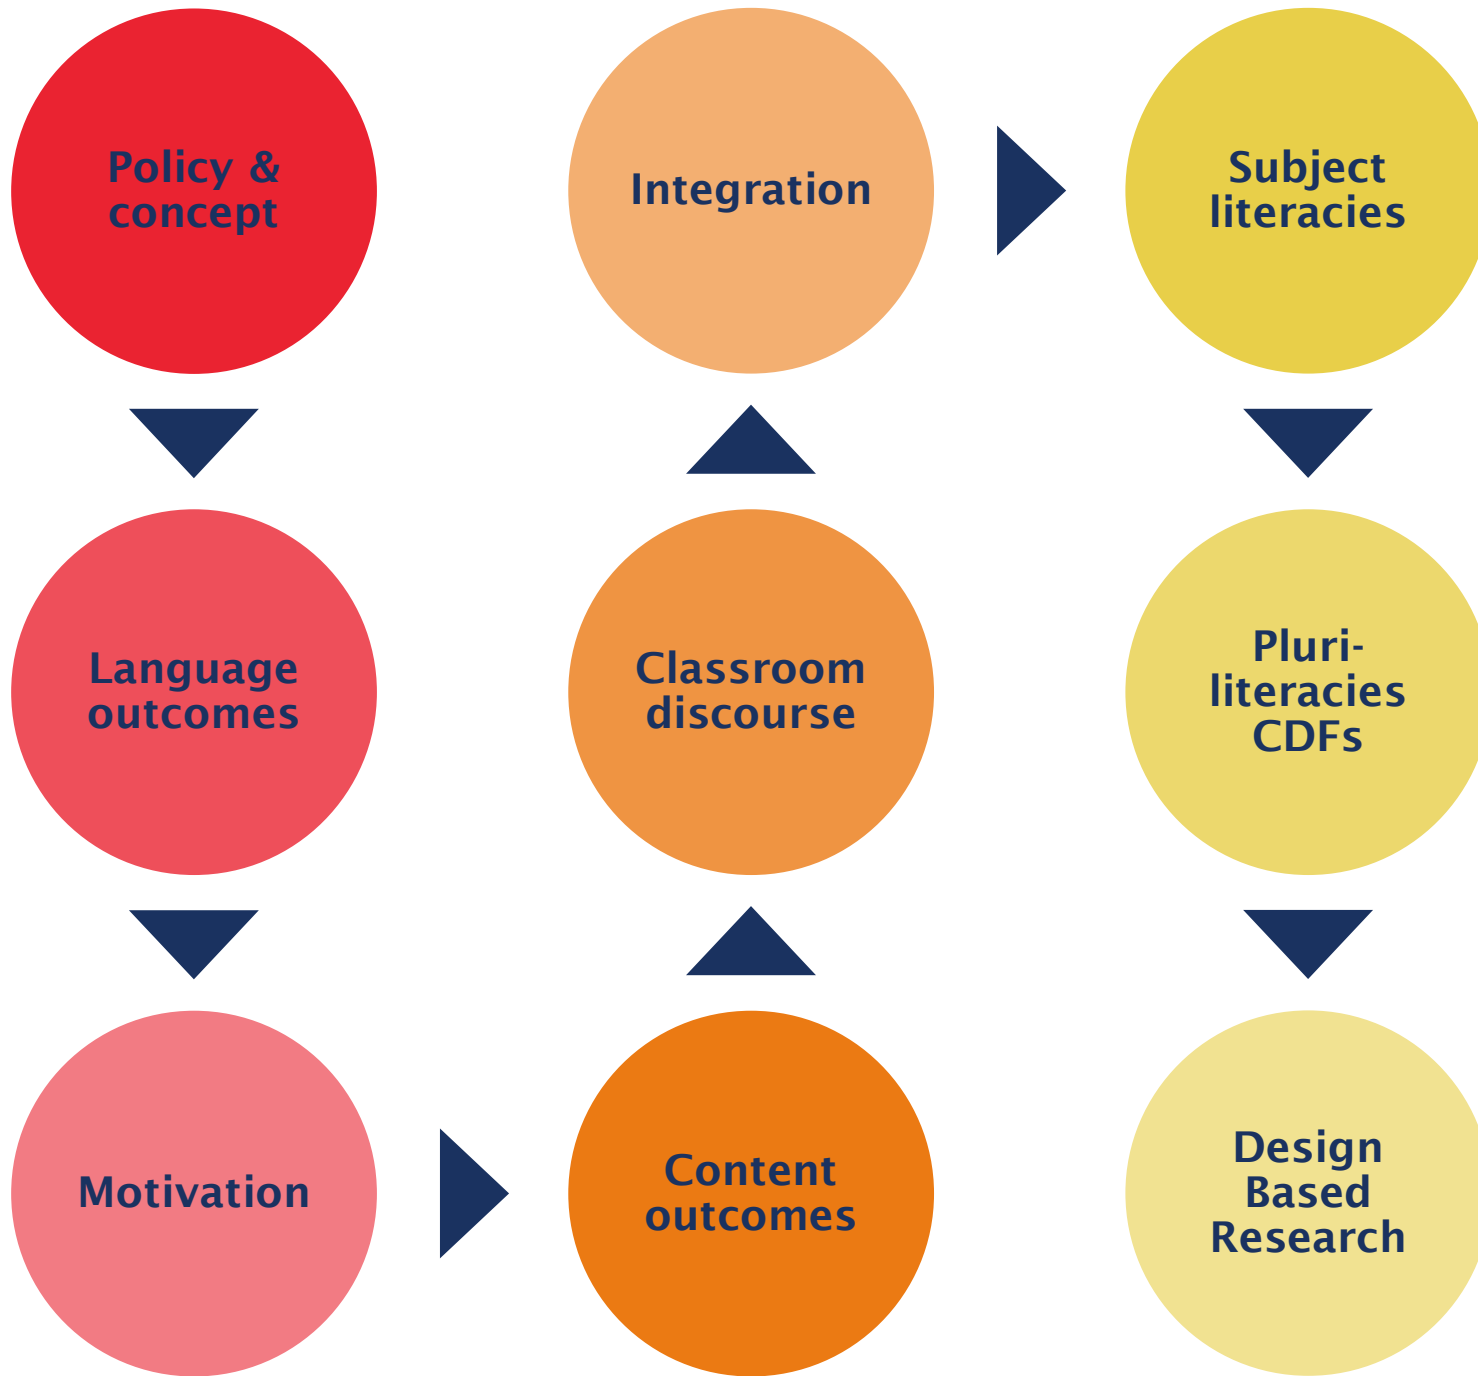 Policy &
concept
Language
outcomes
Motivation
Content
outcomes
Classroom
discourse
Integration
Subject
literacies
Pluri-
literacies
CDFs
Design
Based
Research